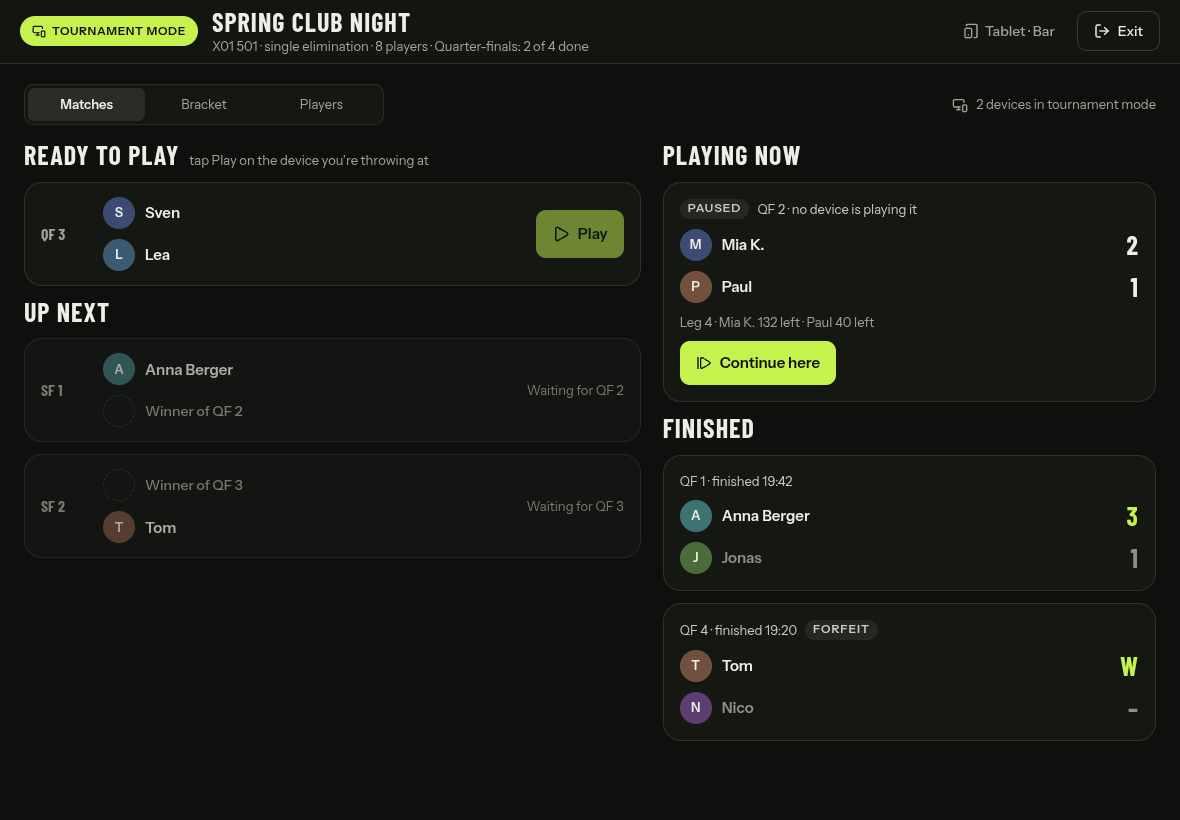 TOURNAMENT MODE
SPRING CLUB NIGHT
X01 501 · single elimination · 8 players · Quarter-finals: 2 of 4 done
Tablet · Bar
Exit
Matches
Bracket
Players
2 devices in tournament mode
READY TO PLAY
tap Play on the device you're throwing at
QF 3
S
Sven
L
Lea
Play
UP NEXT
SF 1
A
Anna Berger
Winner of QF 2
Waiting for QF 2
SF 2
Winner of QF 3
T
Tom
Waiting for QF 3
PLAYING NOW
PAUSED
QF 2 · no device is playing it
M
Mia K.
2
P
Paul
1
Leg 4 · Mia K. 132 left · Paul 40 left
Continue here
FINISHED
QF 1 · finished 19:42
A
Anna Berger
3
J
Jonas
1
QF 4 · finished 19:20
FORFEIT
T
Tom
W
N
Nico
–